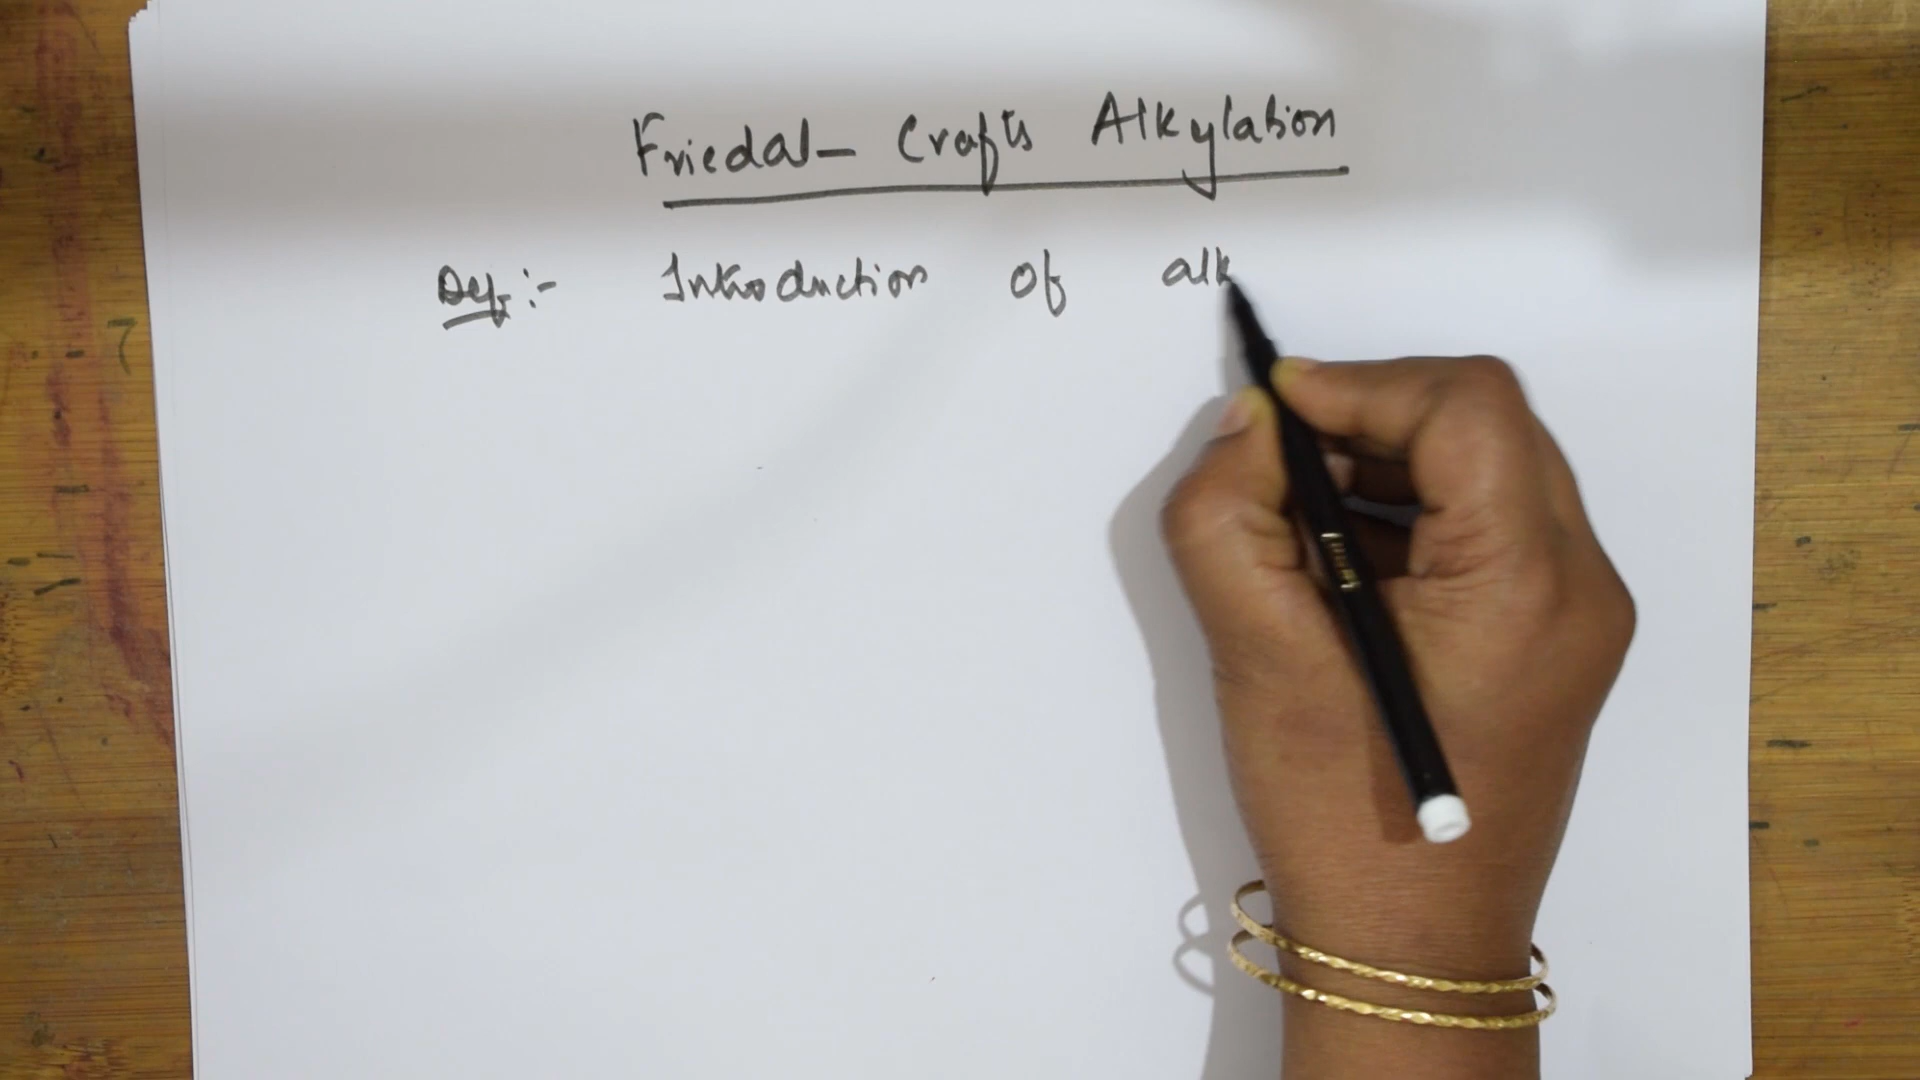 Friedal- Crafts Alkylation
Def:- Introduction of alk